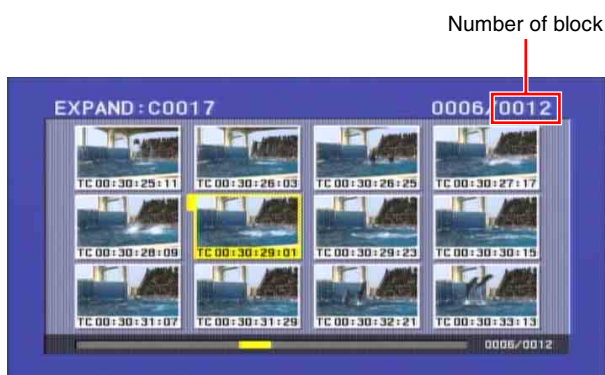 Number of block
EXPAND:C0017 0006/0012
TC 00:30:25:11 TC 00:30:26:03 TC 00:30:26:25 TC 00:30:27:17
TC 00:30:28:09 TC 00:30:29:01 TC 00:30:29:23 TC 00:30:30:15
TC 00:30:31:07 TC 00:30:31:29 TC 00:30:32:21 TC 00:30:33:13
0006/0012